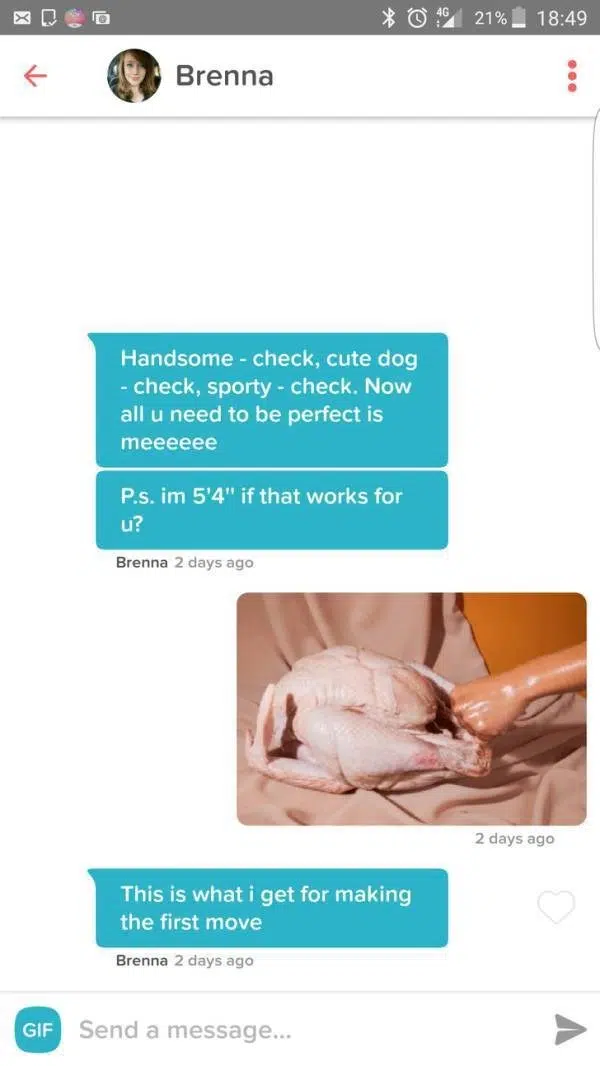 4G 21% 18:49
Brenna
Handsome - check, cute dog
- check, sporty - check. Now
all u need to be perfect is
meeeeee
P.s. im 5'4" if that works for
u?
Brenna 2 days ago
2 days ago
This is what i get for making
the first move
Brenna 2 days ago
GIF Send a message...